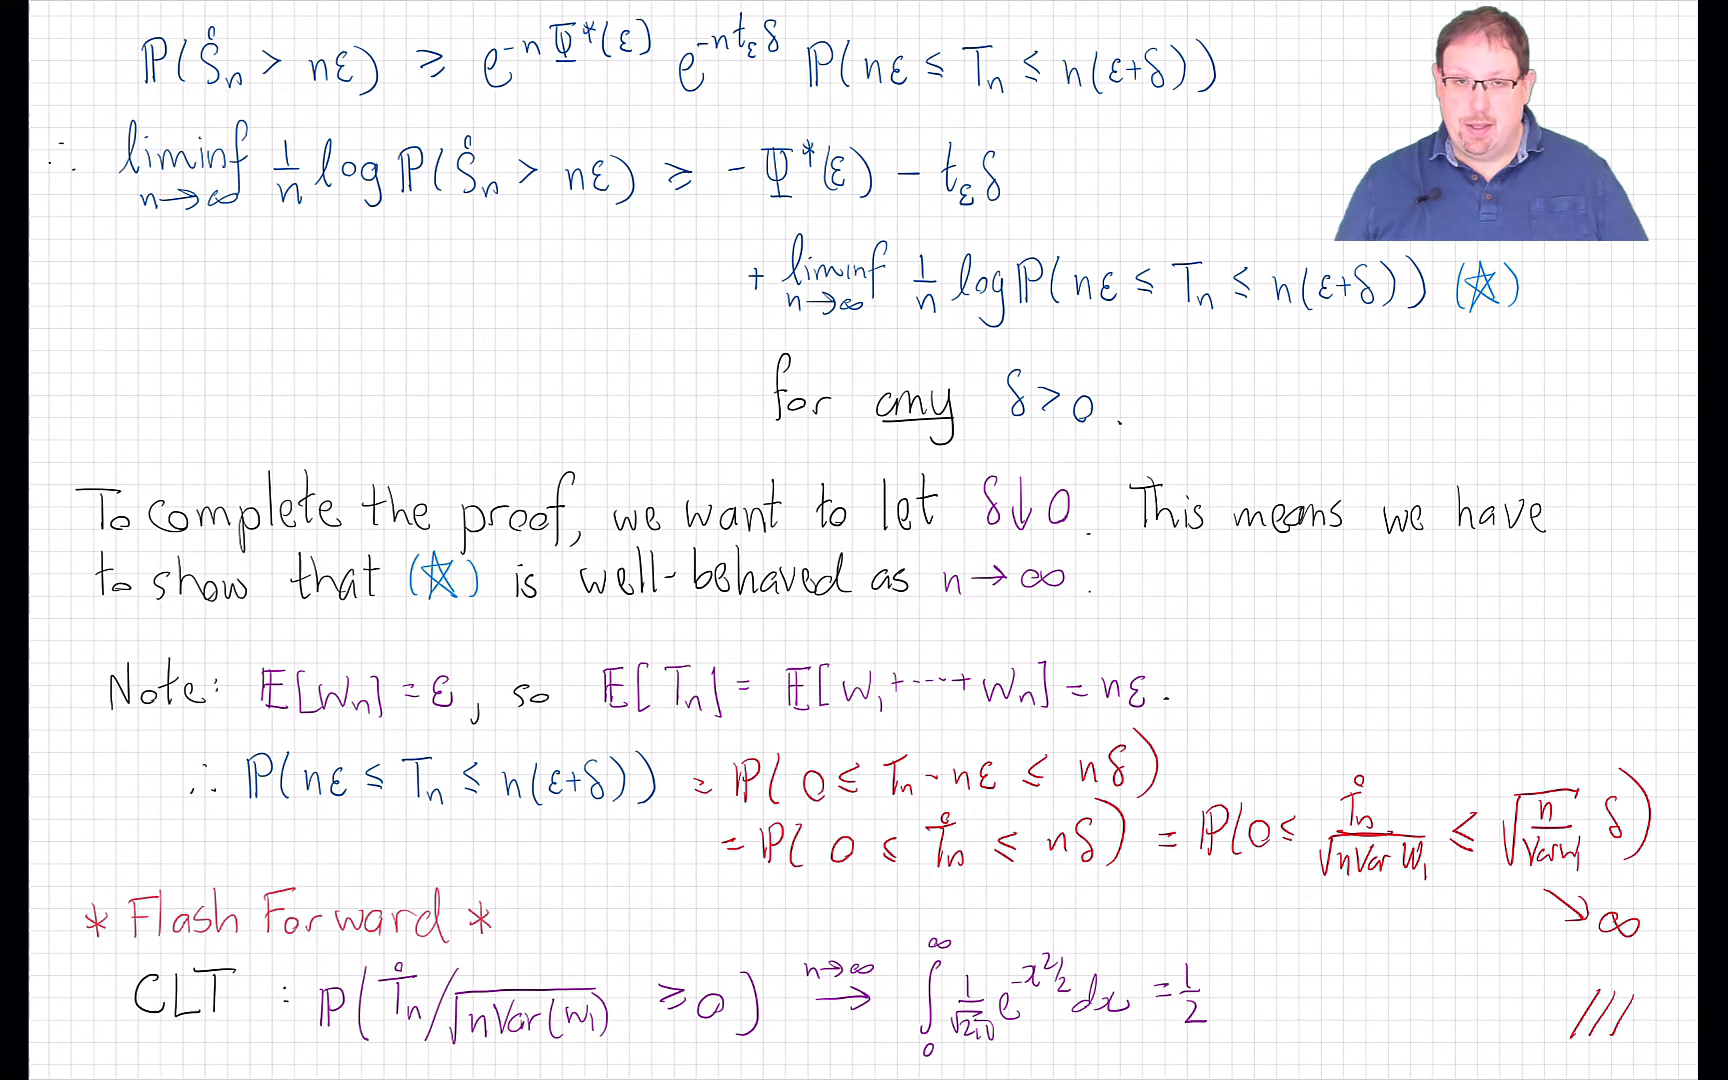 ℙ(S̊ₙ > nε) ≥ e^{-nΨ*(ε)} e^{-nt_ε δ} ℙ(nε ≤ Tₙ ≤ n(ε+δ))
∴ liminf_{n→∞} 1/n log ℙ(S̊ₙ > nε) ≥ -Ψ*(ε) - t_ε δ
+ liminf_{n→∞} 1/n log ℙ(nε ≤ Tₙ ≤ n(ε+δ)) (☆)
for any δ > 0.
To complete the proof, we want to let δ↓0. This means we have
to show that (☆) is well-behaved as n→∞.
Note: 𝔼[Wₙ] = ε, so 𝔼[Tₙ] = 𝔼[W₁+····+Wₙ] = nε.
∴ ℙ(nε ≤ Tₙ ≤ n(ε+δ)) = ℙ(0 ≤ Tₙ - nε ≤ nδ)
= ℙ(0 ≤ T̊ₙ ≤ nδ) = ℙ(0 ≤ T̊ₙ/√(n Var W₁) ≤ √(n/Var W₁) δ)
↘ ∞
* Flash Forward *
CLT : ℙ(T̊ₙ/√(n Var(W₁)) ≥ 0) →^{n→∞} ∫₀^∞ 1/√(2π) e^{-x²/2} dx = 1/2
///